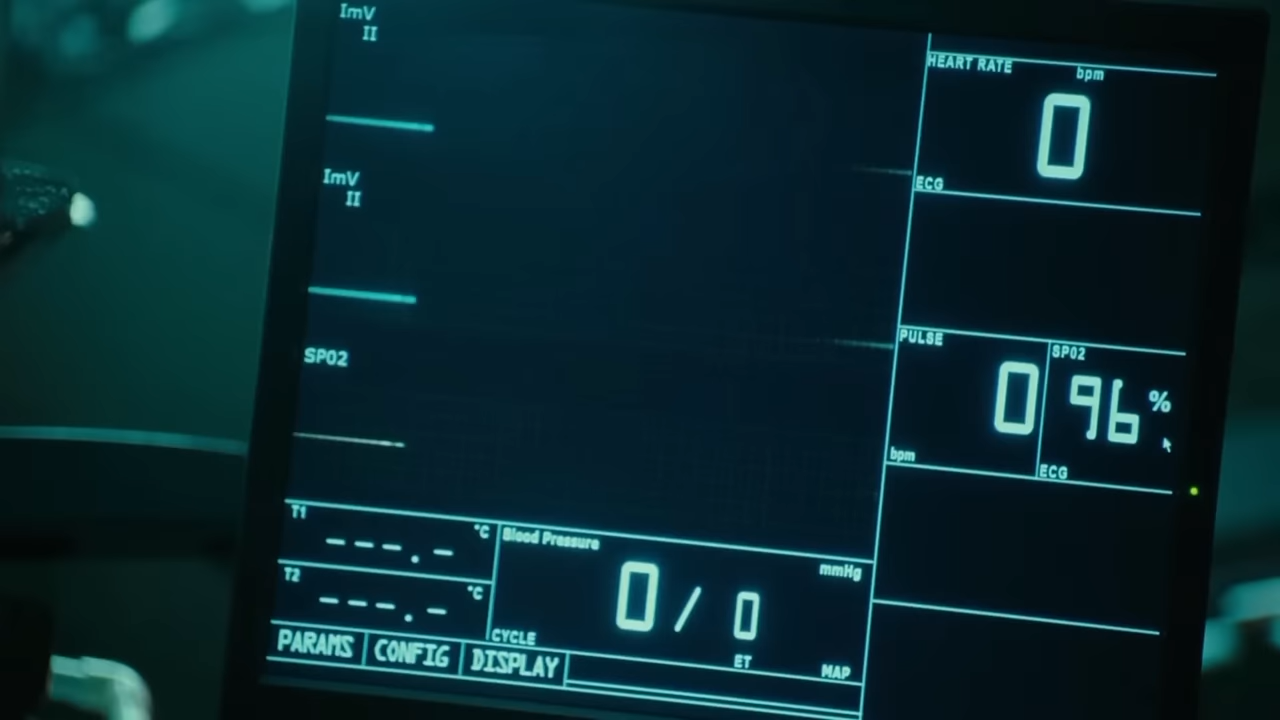 ImV
II
ImV
II
SPO2
HEART RATE bpm
0
ECG
PULSE
0
bpm
SPO2
96 %
ECG
T1 °C
---.-
T2 °C
---.-
Blood Pressure
mmHg
0/0
CYCLE
ET
MAP
PARAMS CONFIG DISPLAY